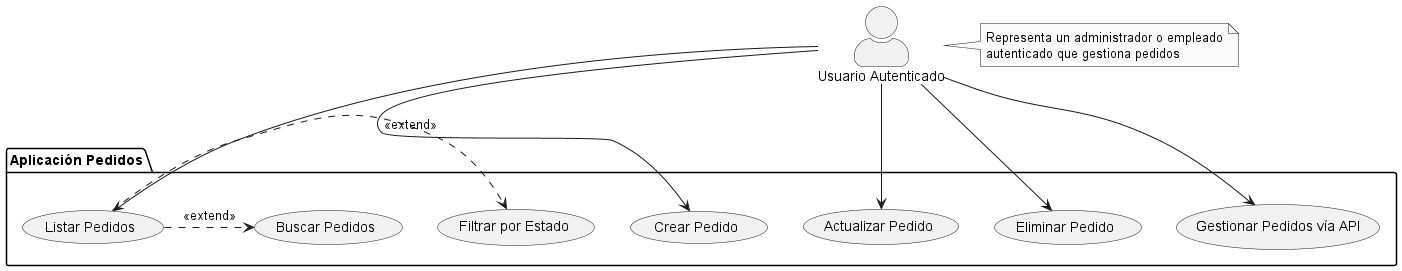 Representa un administrador o empleado
autenticado que gestiona pedidos
Usuario Autenticado
«extend»
Aplicación Pedidos
«extend»
Listar Pedidos
Buscar Pedidos
Filtrar por Estado
Crear Pedido
Actualizar Pedido
Eliminar Pedido
Gestionar Pedidos vía API